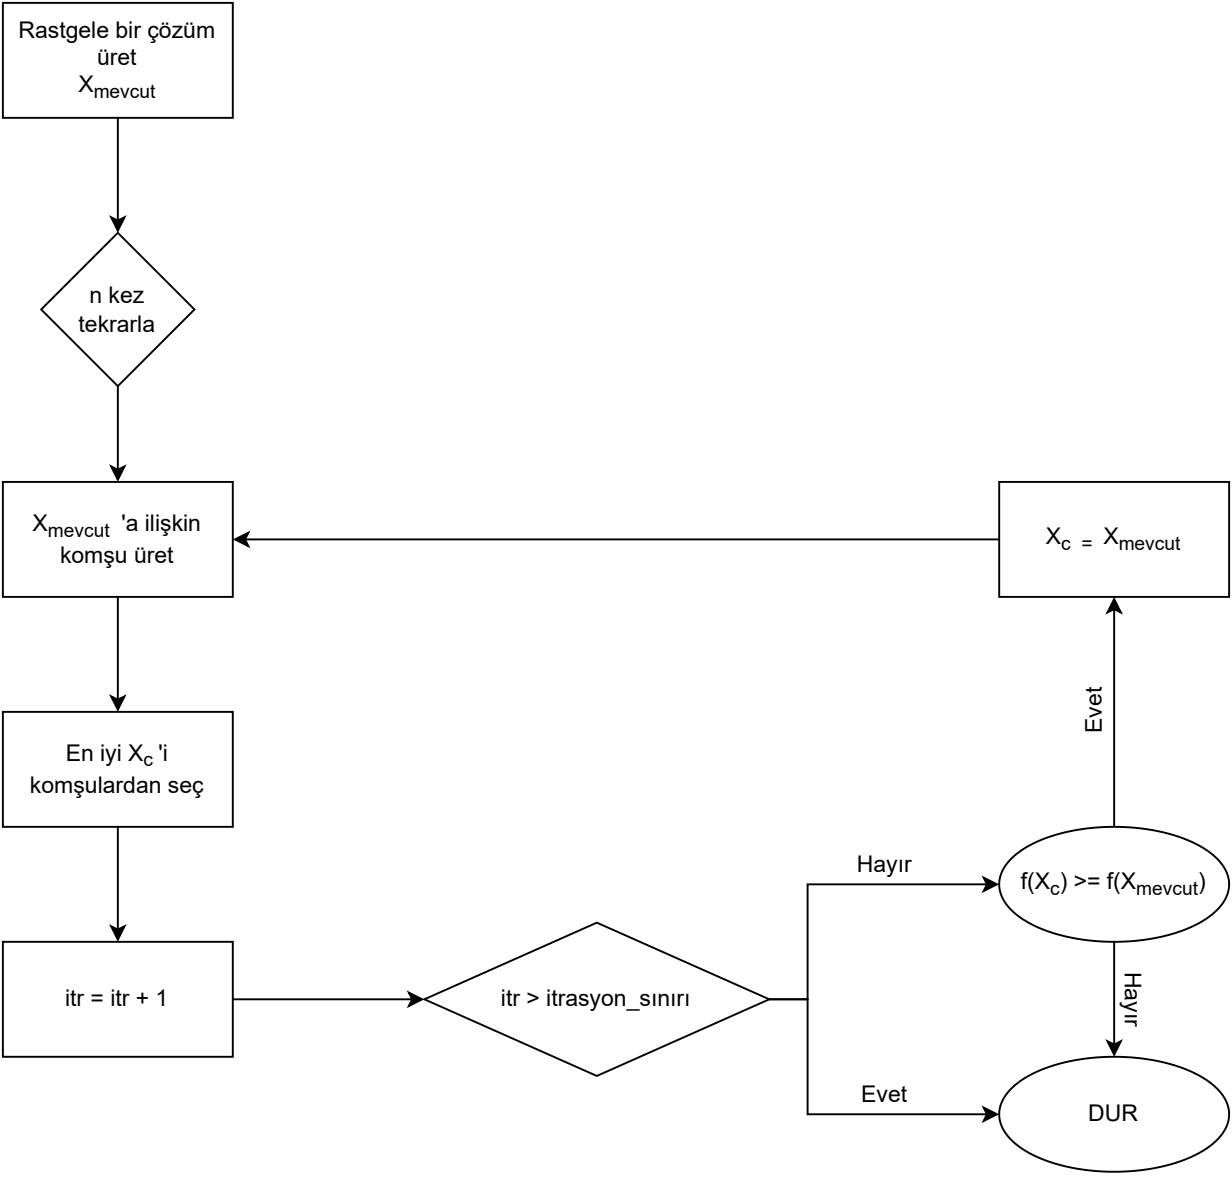 Rastgele bir çözüm
üret
Xmevcut
n kez
tekrarla
Xmevcut 'a ilişkin
komşu üret
Xc = Xmevcut
Evet
En iyi Xc 'i
komşulardan seç
Hayır
f(Xc) >= f(Xmevcut)
itr = itr + 1
itr > itrasyon_sınırı
Hayır
Evet
DUR